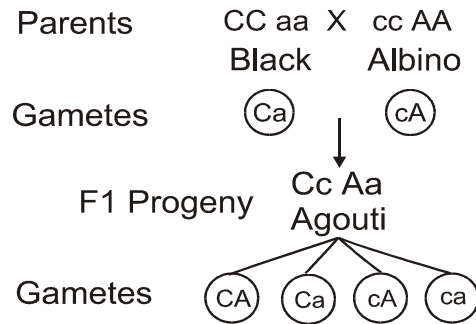 Parents CC aa X cc AA
Black Albino
Gametes Ca cA
Cc Aa
F1 Progeny Agouti
Gametes CA Ca cA ca